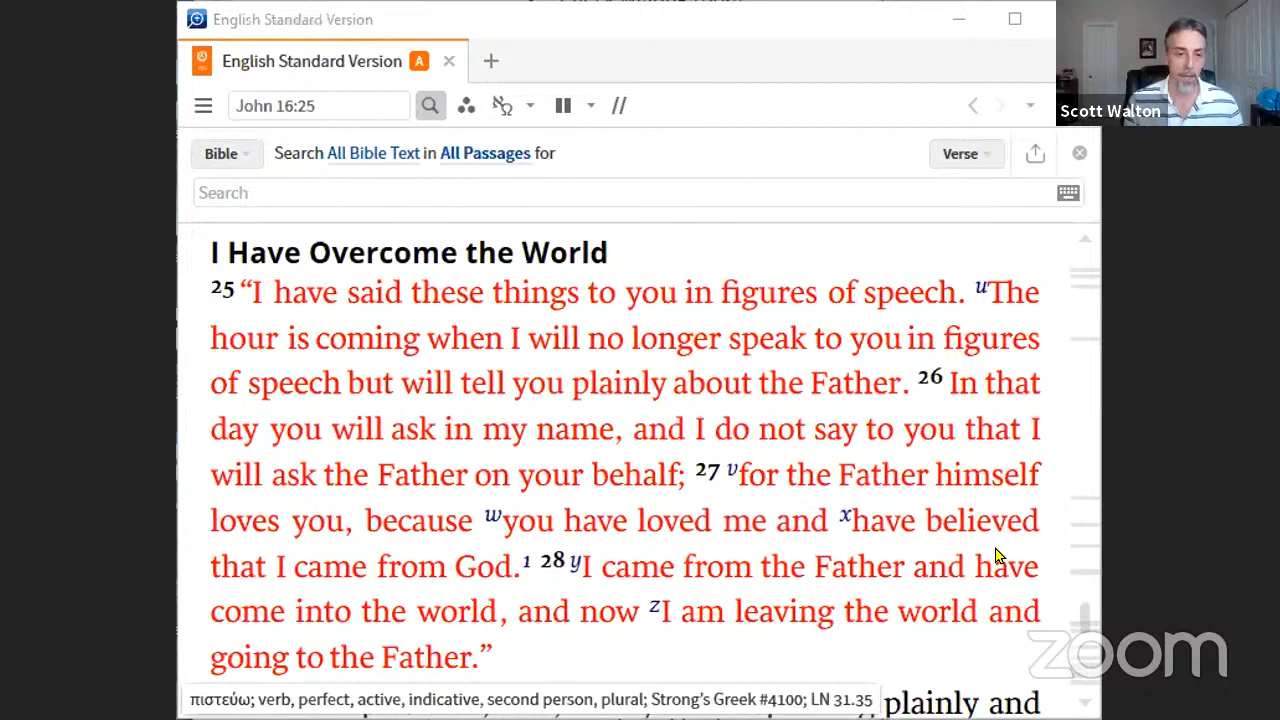 English Standard Version
English Standard Version A
John 16:25
Scott Walton
Bible Search All Bible Text in All Passages for Verse
Search
I Have Overcome the World
25 “I have said these things to you in figures of speech. uThe
hour is coming when I will no longer speak to you in figures
of speech but will tell you plainly about the Father. 26 In that
day you will ask in my name, and I do not say to you that I
will ask the Father on your behalf; 27 vfor the Father himself
loves you, because wyou have loved me and xhave believed
that I came from God.1 28 yI came from the Father and have
come into the world, and now zI am leaving the world and
going to the Father.”
zoom
πιστεύω; verb, perfect, active, indicative, second person, plural; Strong's Greek #4100; LN 31.35
plainly and